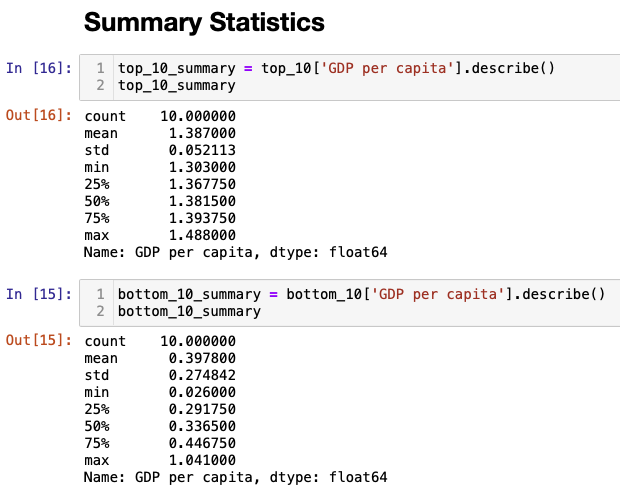 Summary Statistics
In [16]: 1 top_10_summary = top_10['GDP per capita'].describe()
2 top_10_summary
Out[16]: count    10.000000
mean      1.387000
std       0.052113
min       1.303000
25%       1.367750
50%       1.381500
75%       1.393750
max       1.488000
Name: GDP per capita, dtype: float64
In [15]: 1 bottom_10_summary = bottom_10['GDP per capita'].describe()
2 bottom_10_summary
Out[15]: count    10.000000
mean      0.397800
std       0.274842
min       0.026000
25%       0.291750
50%       0.336500
75%       0.446750
max       1.041000
Name: GDP per capita, dtype: float64